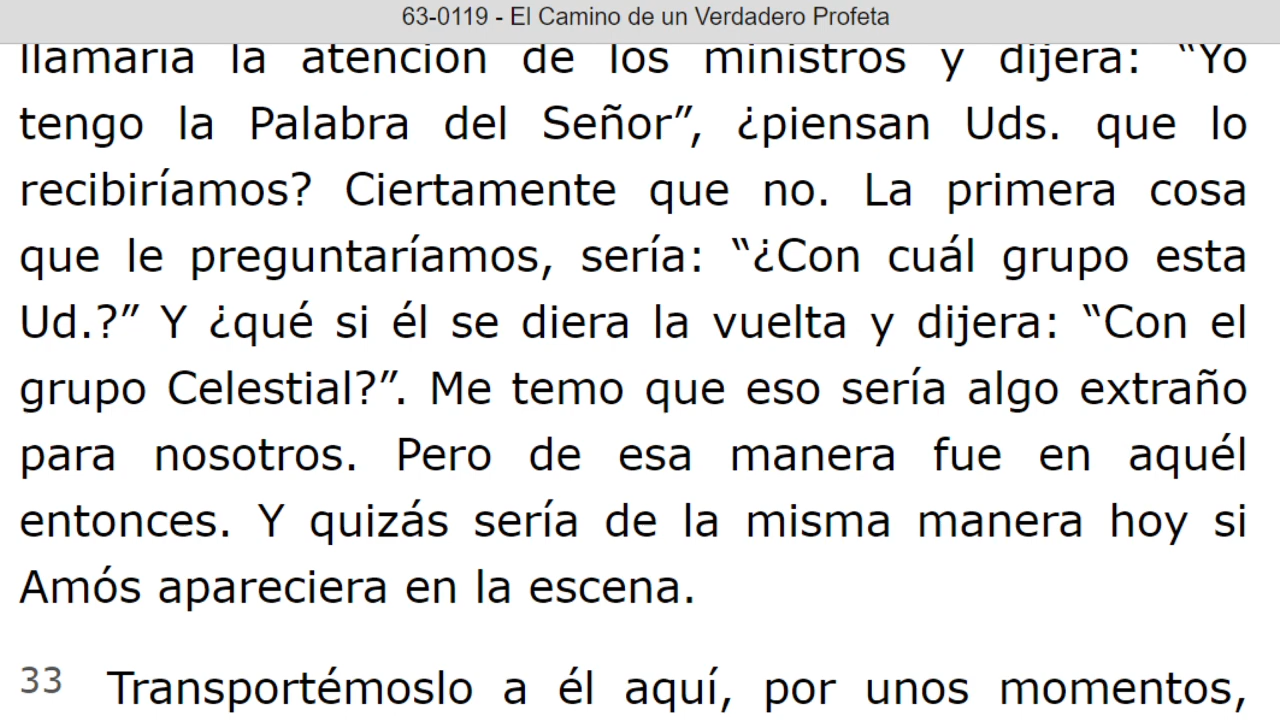 63-0119 - El Camino de un Verdadero Profeta
llamaría la atención de los ministros y dijera: “Yo
tengo la Palabra del Señor”, ¿piensan Uds. que lo
recibiríamos? Ciertamente que no. La primera cosa
que le preguntaríamos, sería: “¿Con cuál grupo esta
Ud.?” Y ¿qué si él se diera la vuelta y dijera: “Con el
grupo Celestial?”. Me temo que eso sería algo extraño
para nosotros. Pero de esa manera fue en aquél
entonces. Y quizás sería de la misma manera hoy si
Amós apareciera en la escena.
33 Transportémoslo a él aquí, por unos momentos,